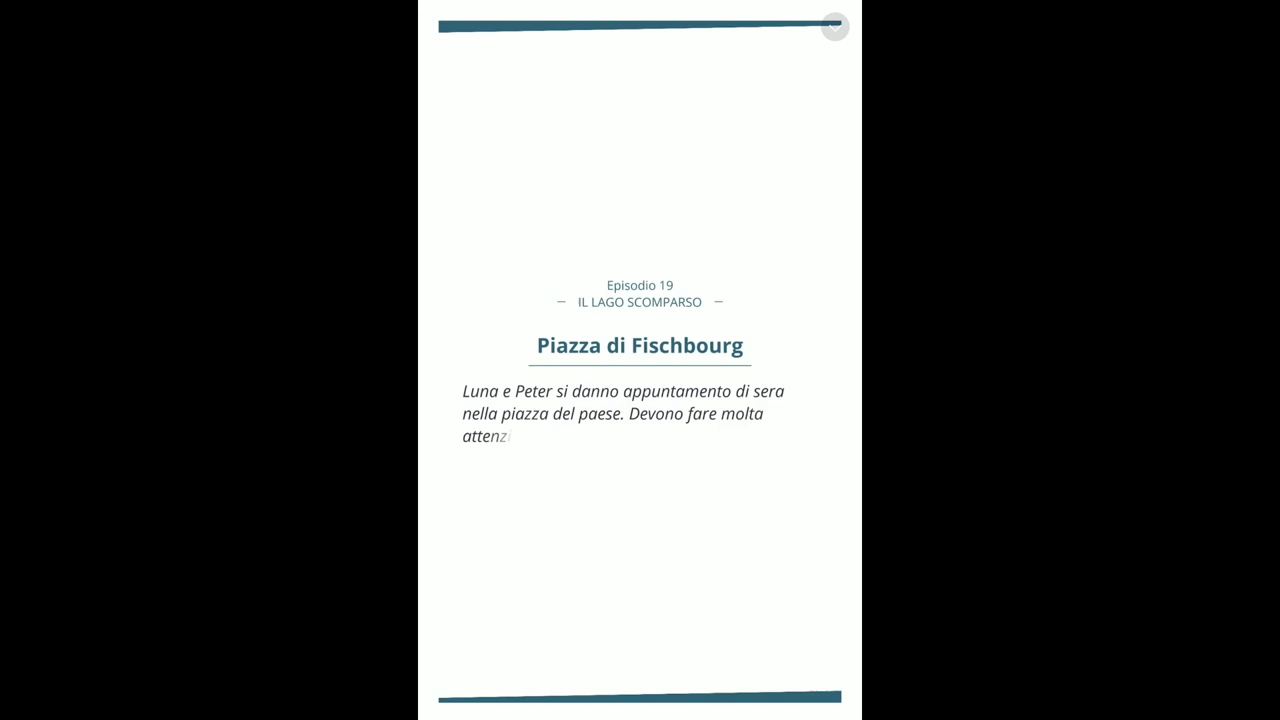 Episodio 19
— IL LAGO SCOMPARSO —
Piazza di Fischbourg
Luna e Peter si danno appuntamento di sera
nella piazza del paese. Devono fare molta
attenzi